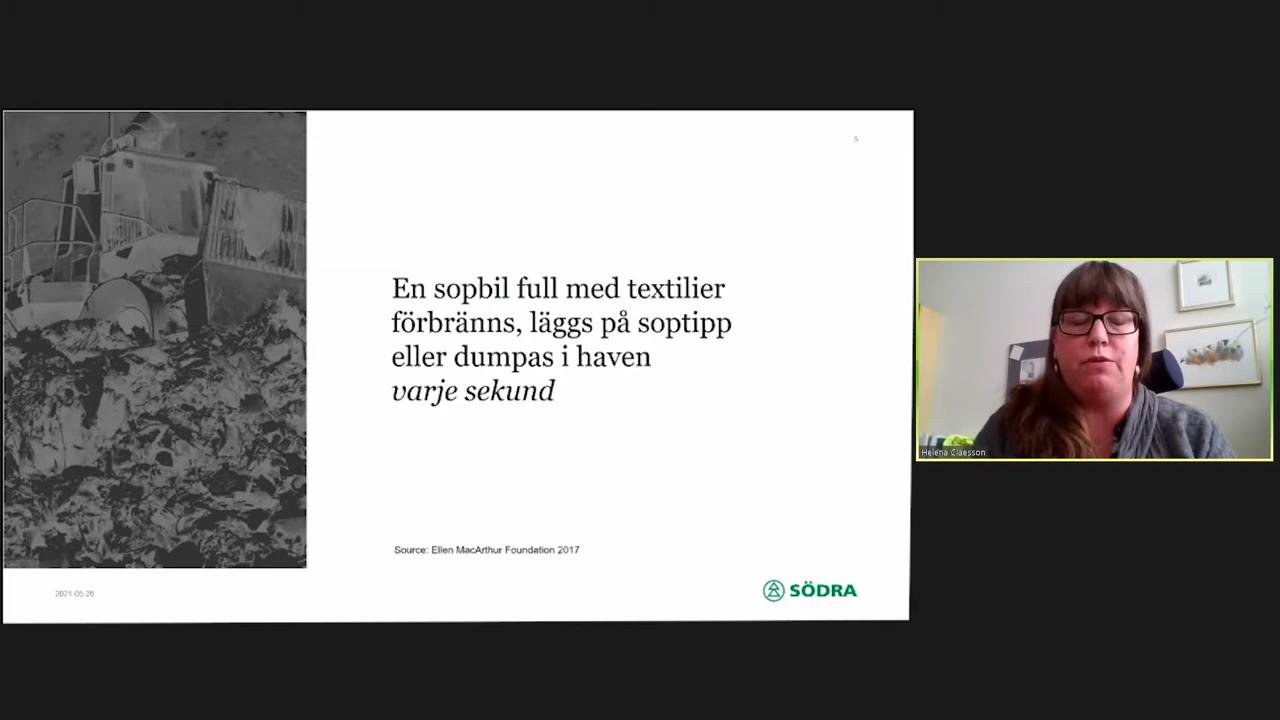 5
En sopbil full med textilier
förbränns, läggs på soptipp
eller dumpas i haven
varje sekund
Source: Ellen MacArthur Foundation 2017
2021-05-26
SÖDRA
Helena Claesson